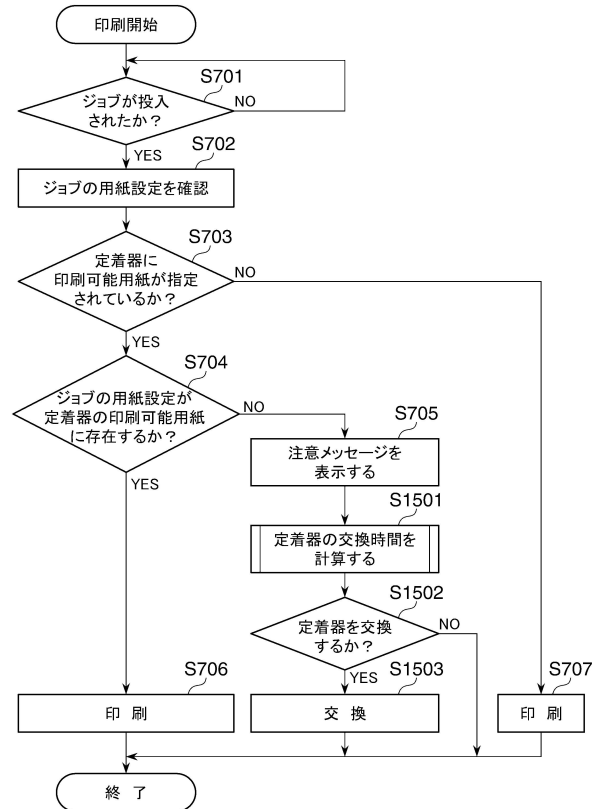 印刷開始
S701
ジョブが投入
されたか？
NO
YES
S702
ジョブの用紙設定を確認
S703
定着器に
印刷可能用紙が指定
されているか？
NO
YES
S704
ジョブの用紙設定が
定着器の印刷可能用紙
に存在するか？
NO
YES
S705
注意メッセージを
表示する
S1501
定着器の交換時間を
計算する
S1502
定着器を交換
するか？
NO
YES
S706
印 刷
S1503
交 換
S707
印 刷
終 了